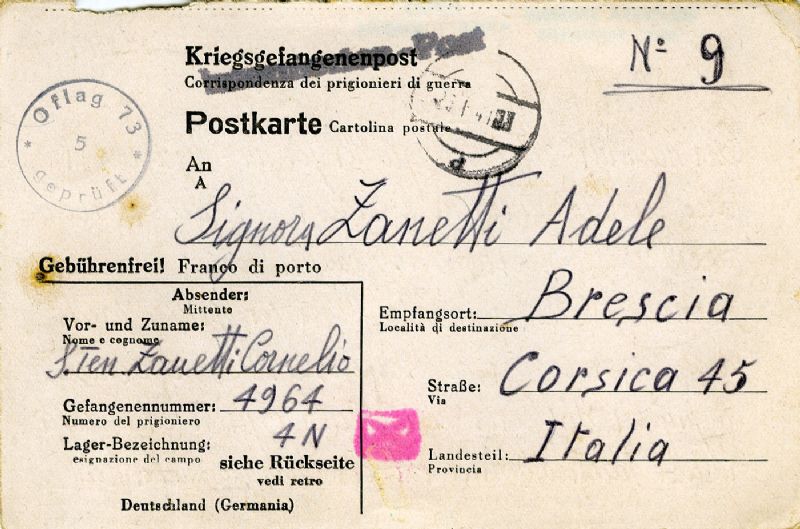 Kriegsgefangenenpost
Corrispondenza dei prigionieri di guerra
Nº 9
Post
Oflag 73
5
geprüft
Postkarte Cartolina postale
An
A
Signora Zanetti Adele
Gebührenfrei! Franco di porto
Absender:
Mittente
Vor- und Zuname:
Nome e cognome
S.Ten Zanetti Cornelio
Gefangenennummer: 4964
Numero del prigioniero
Lager-Bezeichnung: 4N
esignazione del campo
siehe Rückseite
vedi retro
Deutschland (Germania)
Empfangsort: Brescia
Località di destinazione
Straße: Corsica 45
Via
Landesteil: Italia
Provincia